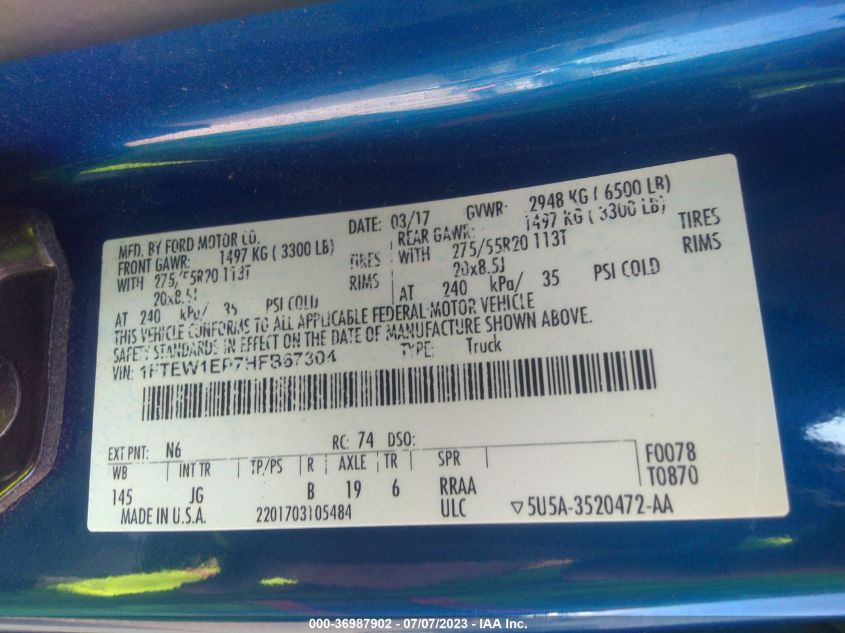 MFD. BY FORD MOTOR CO.
DATE: 03/17
GVWR: 2948 KG ( 6500 LB)
FRONT GAWR: 1497 KG ( 3300 LB)
REAR GAWR: 1497 KG ( 3300 LB)
WITH 275/55R20 113T TIRES
WITH 275/55R20 113T TIRES
20x8.5J RIMS
20x8.5J RIMS
AT 240 kPa/ 35 PSI COLD
AT 240 kPa/ 35 PSI COLD
THIS VEHICLE CONFORMS TO ALL APPLICABLE FEDERAL MOTOR VEHICLE
SAFETY STANDARDS IN EFFECT ON THE DATE OF MANUFACTURE SHOWN ABOVE.
VIN: 1FTEW1EP7HFB67304
TYPE: Truck
EXT PNT: N6 RC: 74 DSO:
WB INT TR TP/PS R AXLE TR SPR
F0078
T0870
145 JG B 19 6 RRAA
MADE IN U.S.A. 2201703105484 ULC ▽5U5A-3520472-AA
000-36987902 / 07/07/2023 - IAA Inc.